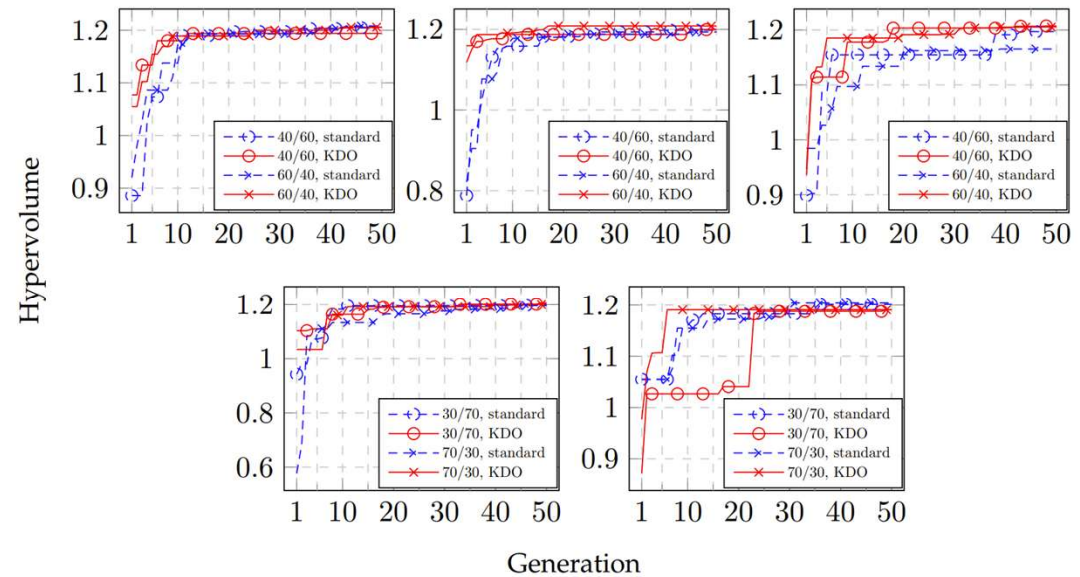 Hypervolume
1.2
1.1
1
0.9
40/60, standard
40/60, KDO
60/40, standard
60/40, KDO
1 10 20 30 40 50
1.2
1
0.8
40/60, standard
40/60, KDO
60/40, standard
60/40, KDO
1 10 20 30 40 50
1.2
1.1
1
0.9
40/60, standard
40/60, KDO
60/40, standard
60/40, KDO
1 10 20 30 40 50
1.2
1
0.8
0.6
30/70, standard
30/70, KDO
70/30, standard
70/30, KDO
1 10 20 30 40 50
1.2
1.1
1
0.9
30/70, standard
30/70, KDO
70/30, standard
70/30, KDO
1 10 20 30 40 50
Generation